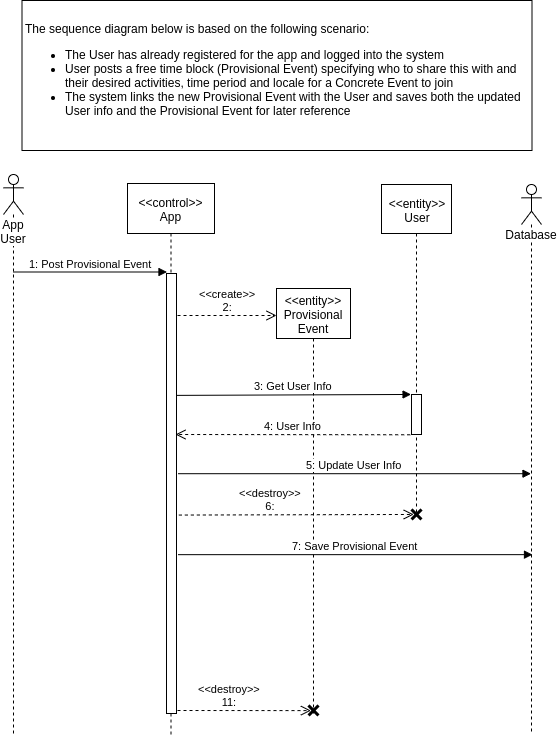 The sequence diagram below is based on the following scenario:
• The User has already registered for the app and logged into the system
• User posts a free time block (Provisional Event) specifying who to share this with and
their desired activities, time period and locale for a Concrete Event to join
• The system links the new Provisional Event with the User and saves both the updated
User info and the Provisional Event for later reference
App
User
<<control>>
App
<<entity>>
User
Database
1: Post Provisional Event
<<create>>
2:
<<entity>>
Provisional
Event
3: Get User Info
4: User Info
5: Update User Info
<<destroy>>
6:
7: Save Provisional Event
<<destroy>>
11: